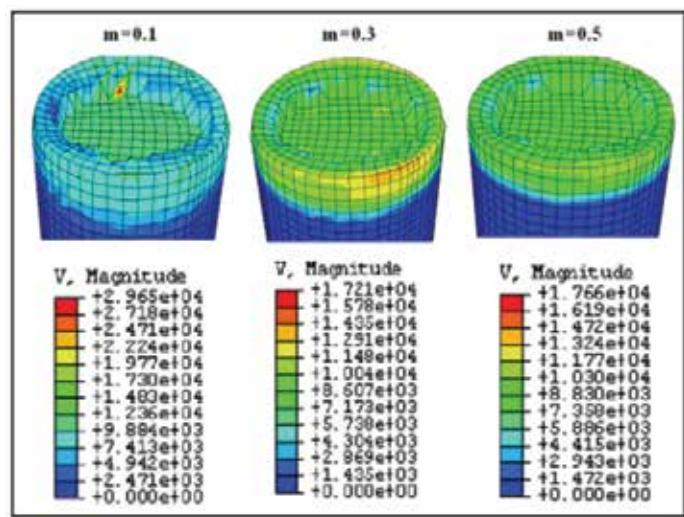 m=0.1
m=0.3
m=0.5
V, Magnitude
+2.965e+04
+2.718e+04
+2.471e+04
+2.224e+04
+1.977e+04
+1.730e+04
+1.483e+04
+1.236e+04
+9.884e+03
+7.413e+03
+4.942e+03
+2.471e+03
+0.000e+00
V, Magnitude
+1.721e+04
+1.578e+04
+1.435e+04
+1.291e+04
+1.148e+04
+1.004e+04
+8.607e+03
+7.173e+03
+5.738e+03
+4.304e+03
+2.869e+03
+1.435e+03
+0.000e+00
V, Magnitude
+1.766e+04
+1.619e+04
+1.472e+04
+1.324e+04
+1.177e+04
+1.030e+04
+8.830e+03
+7.358e+03
+5.886e+03
+4.415e+03
+2.943e+03
+1.472e+03
+0.000e+00